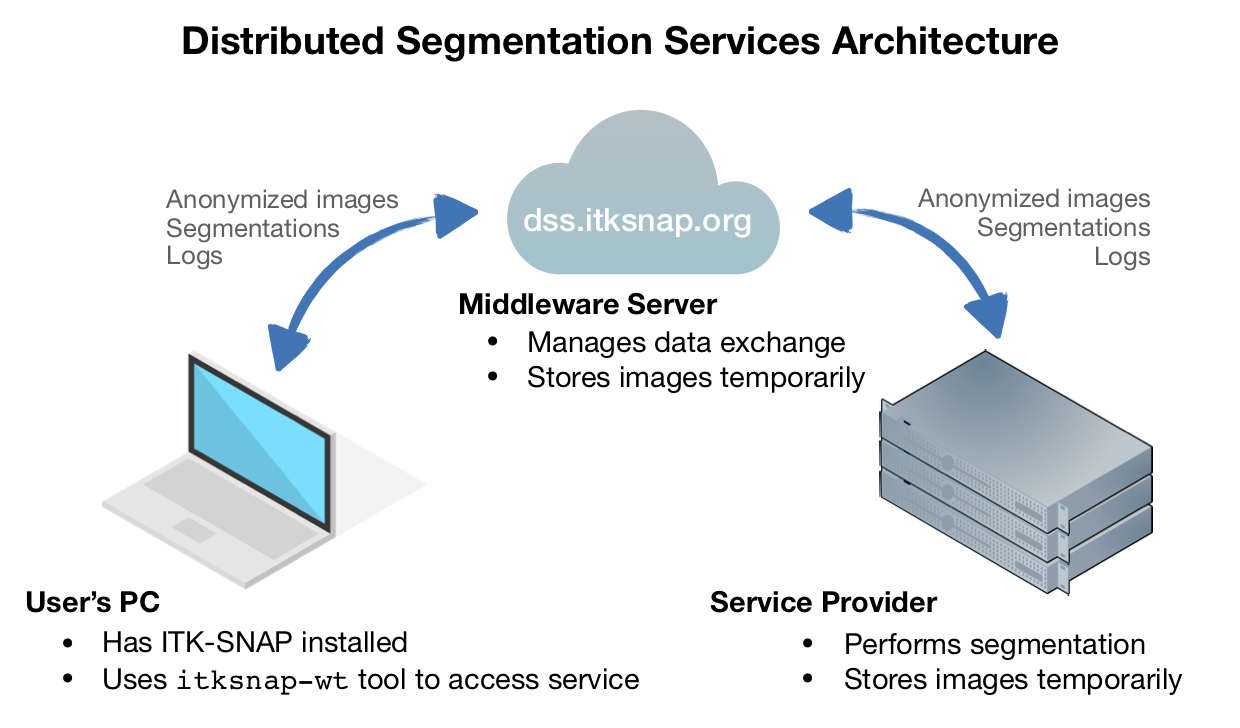 Distributed Segmentation Services Architecture
Anonymized images
Segmentations
Logs
dss.itksnap.org
Anonymized images
Segmentations
Logs
Middleware Server
• Manages data exchange
• Stores images temporarily
User’s PC
• Has ITK-SNAP installed
• Uses itksnap-wt tool to access service
Service Provider
• Performs segmentation
• Stores images temporarily